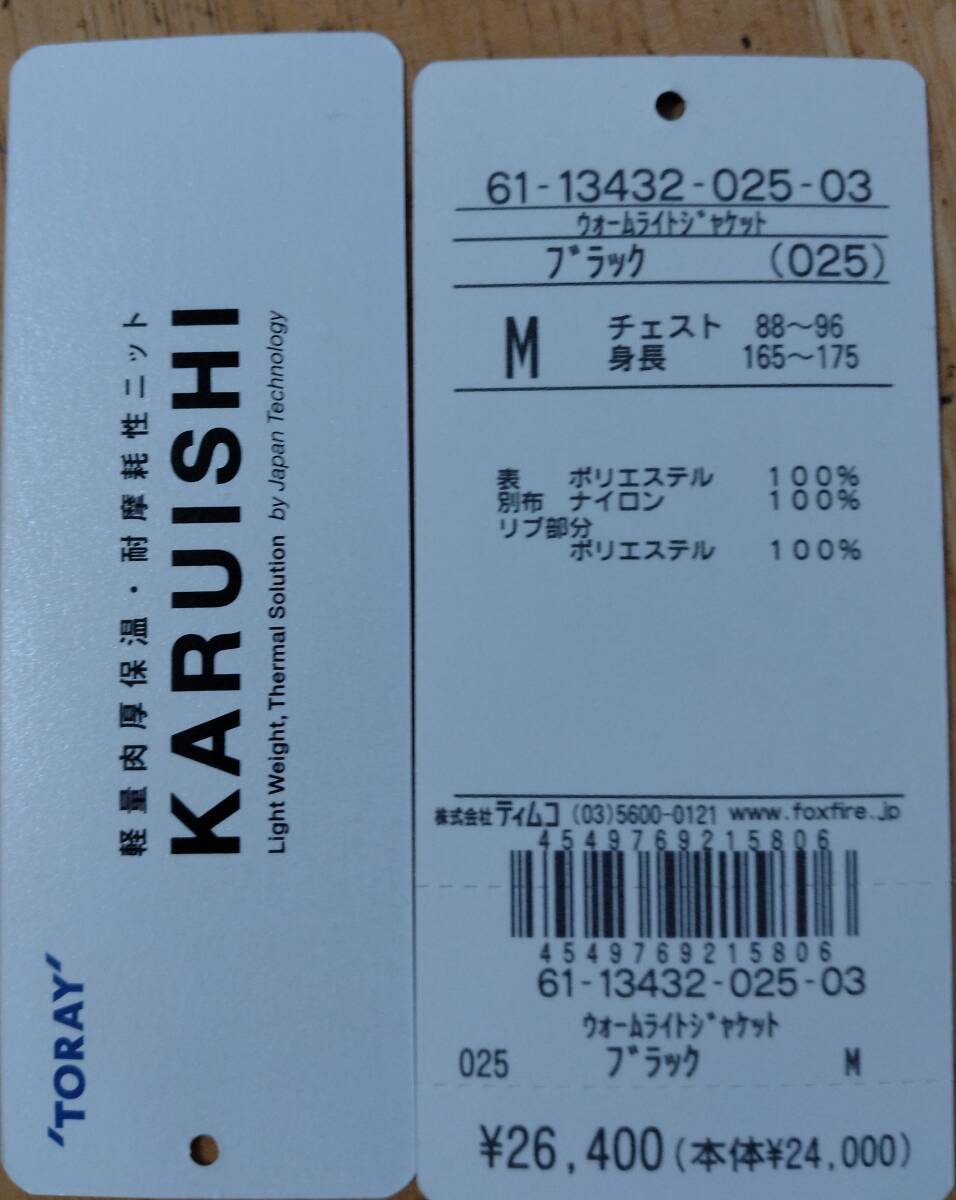 軽量肉厚保温・耐摩耗性ニット
KARUISHI
Light Weight, Thermal Solution by Japan Technology
'TORAY'
61-13432-025-03
ｳｫｰﾑﾗｲﾄｼﾞｬｹｯﾄ
ﾌﾞﾗｯｸ (025)
M チェスト 88～96
身長 165～175
表 ポリエステル 100%
別布 ナイロン 100%
リブ部分
ポリエステル 100%
株式会社ティムコ (03)5600-0121 www.foxfire.jp
4549769215806
4549769215806
61-13432-025-03
ｳｫｰﾑﾗｲﾄｼﾞｬｹｯﾄ
025 ﾌﾞﾗｯｸ M
¥26,400(本体¥24,000)